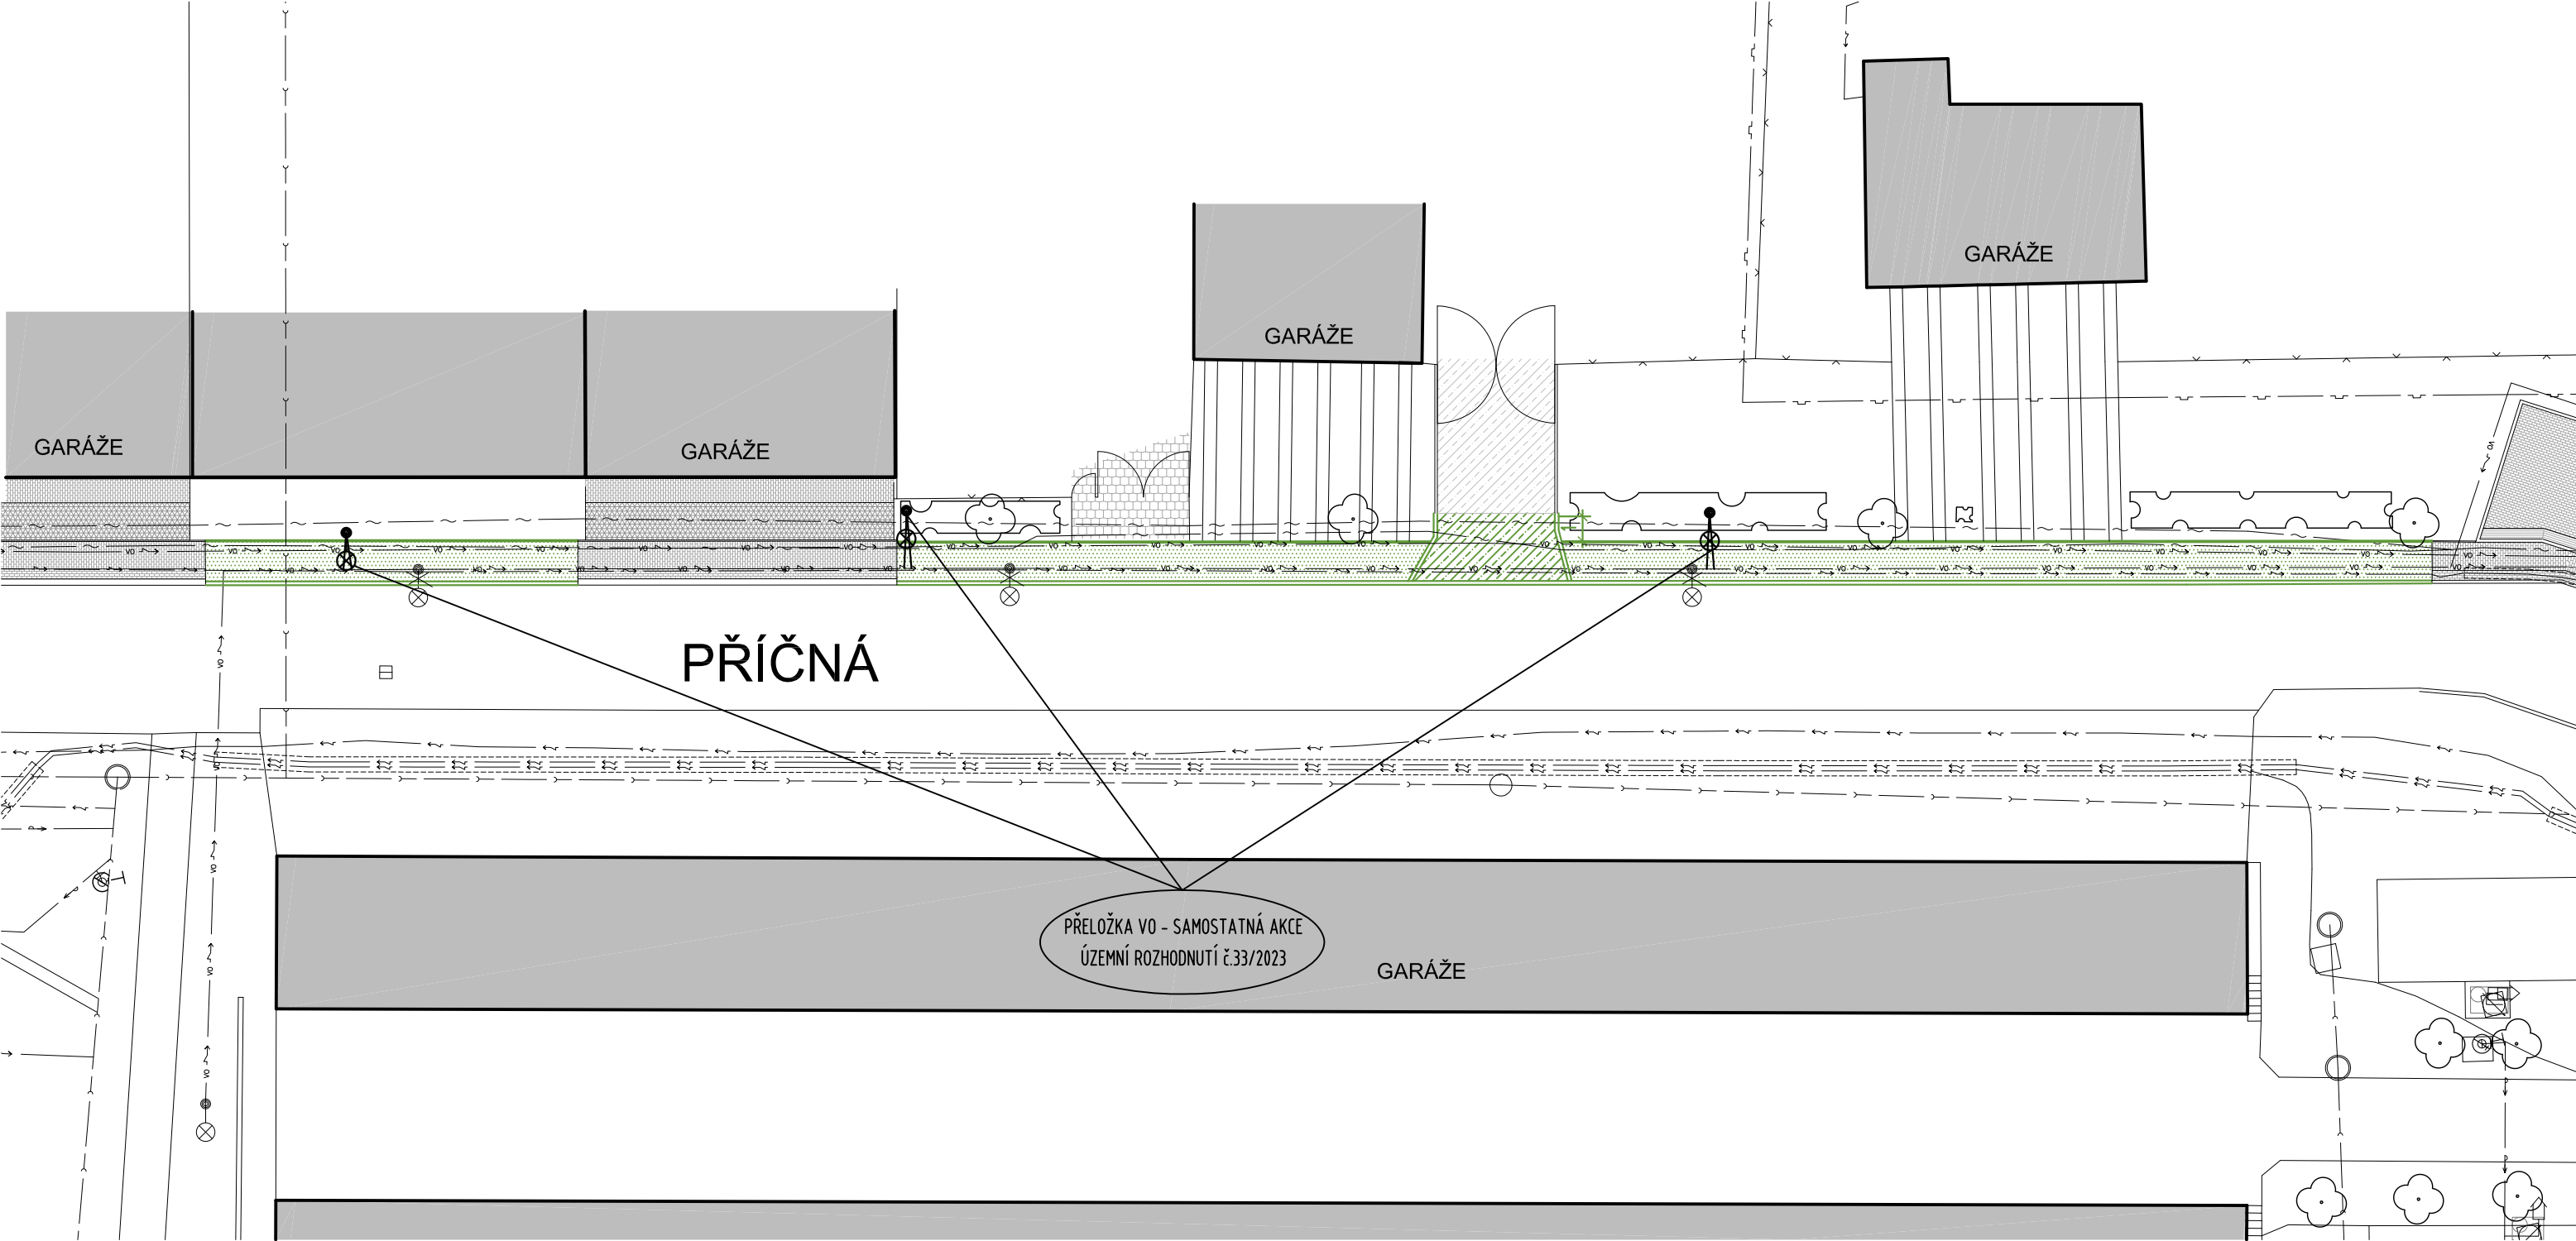 GARÁŽE
GARÁŽE
GARÁŽE
GARÁŽE
PŘÍČNÁ
PŘELOŽKA VO - SAMOSTATNÁ AKCE
ÚZEMNÍ ROZHODNUTÍ č.33/2023
GARÁŽE